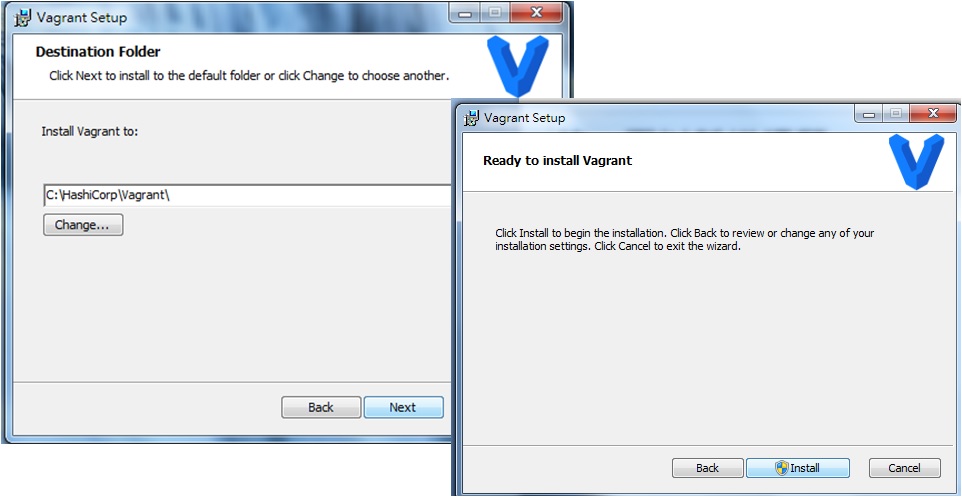 Vagrant Setup
Destination Folder
Click Next to install to the default folder or click Change to choose another.
Install Vagrant to:
C:\HashiCorp\Vagrant\
Change...
Back
Next
Vagrant Setup
Ready to install Vagrant
Click Install to begin the installation. Click Back to review or change any of your
installation settings. Click Cancel to exit the wizard.
Back
Install
Cancel